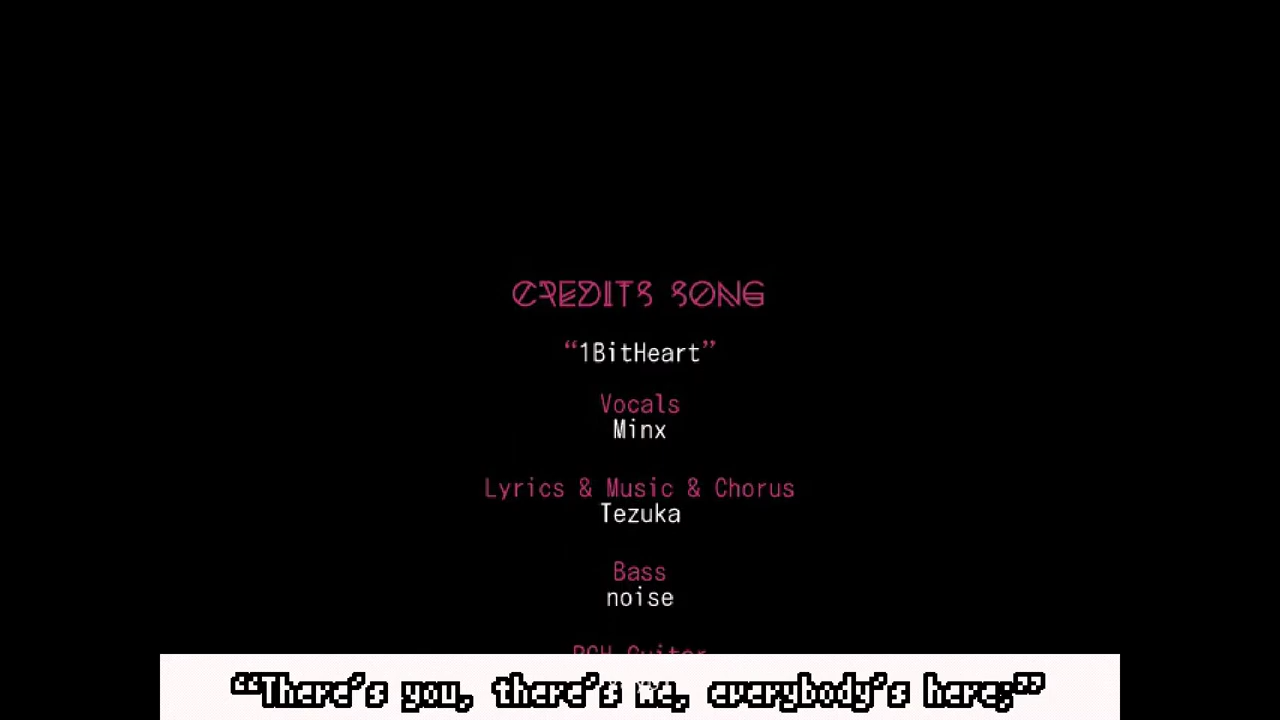 CREDITS SONG
“1BitHeart”
Vocals
Minx
Lyrics & Music & Chorus
Tezuka
Bass
noise
“There's you, there's me, everybody's here;”